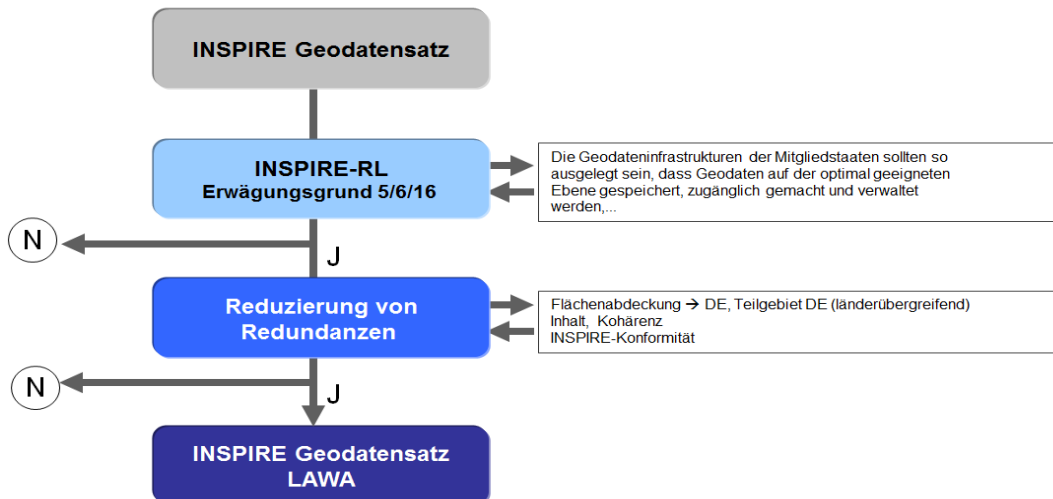 INSPIRE Geodatensatz
INSPIRE-RL
Erwägungsgrund 5/6/16
Die Geodateninfrastrukturen der Mitgliedstaaten sollten so
ausgelegt sein, dass Geodaten auf der optimal geeigneten
Ebene gespeichert, zugänglich gemacht und verwaltet
werden,...
N
J
Reduzierung von
Redundanzen
Flächenabdeckung → DE, Teilgebiet DE (länderübergreifend)
Inhalt, Kohärenz
INSPIRE-Konformität
N
J
INSPIRE Geodatensatz
LAWA